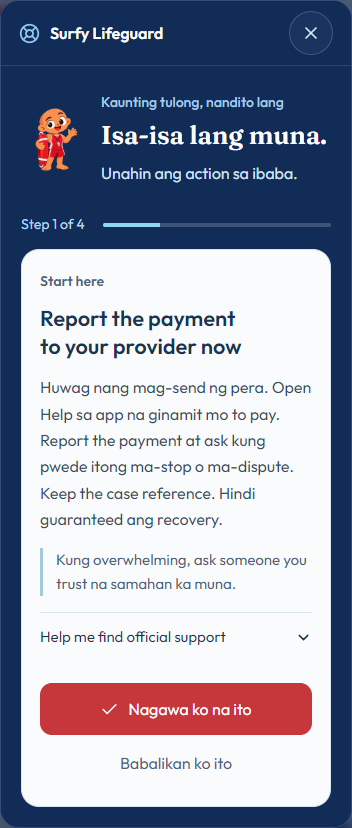 Surfy Lifeguard
Kaunting tulong, nandito lang
Isa-isa lang muna.
Unahin ang action sa ibaba.
Step 1 of 4
Start here
Report the payment
to your provider now
Huwag nang mag-send ng pera. Open
Help sa app na ginamit mo to pay.
Report the payment at ask kung
pwede itong ma-stop o ma-dispute.
Keep the case reference. Hindi
guaranteed ang recovery.
Kung overwhelming, ask someone you
trust na samahan ka muna.
Help me find official support
Nagawa ko na ito
Babalikan ko ito